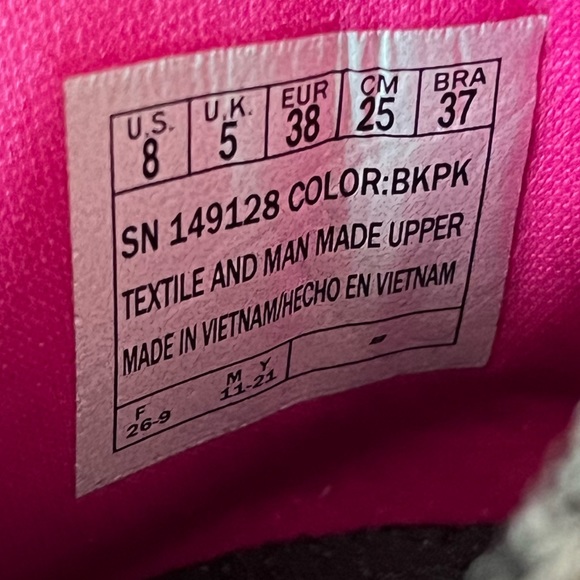 U.S. U.K. EUR CM BRA
8 5 38 25 37
SN 149128 COLOR:BKPK
TEXTILE AND MAN MADE UPPER
MADE IN VIETNAM/HECHO EN VIETNAM
F M Y
26-9 11-21